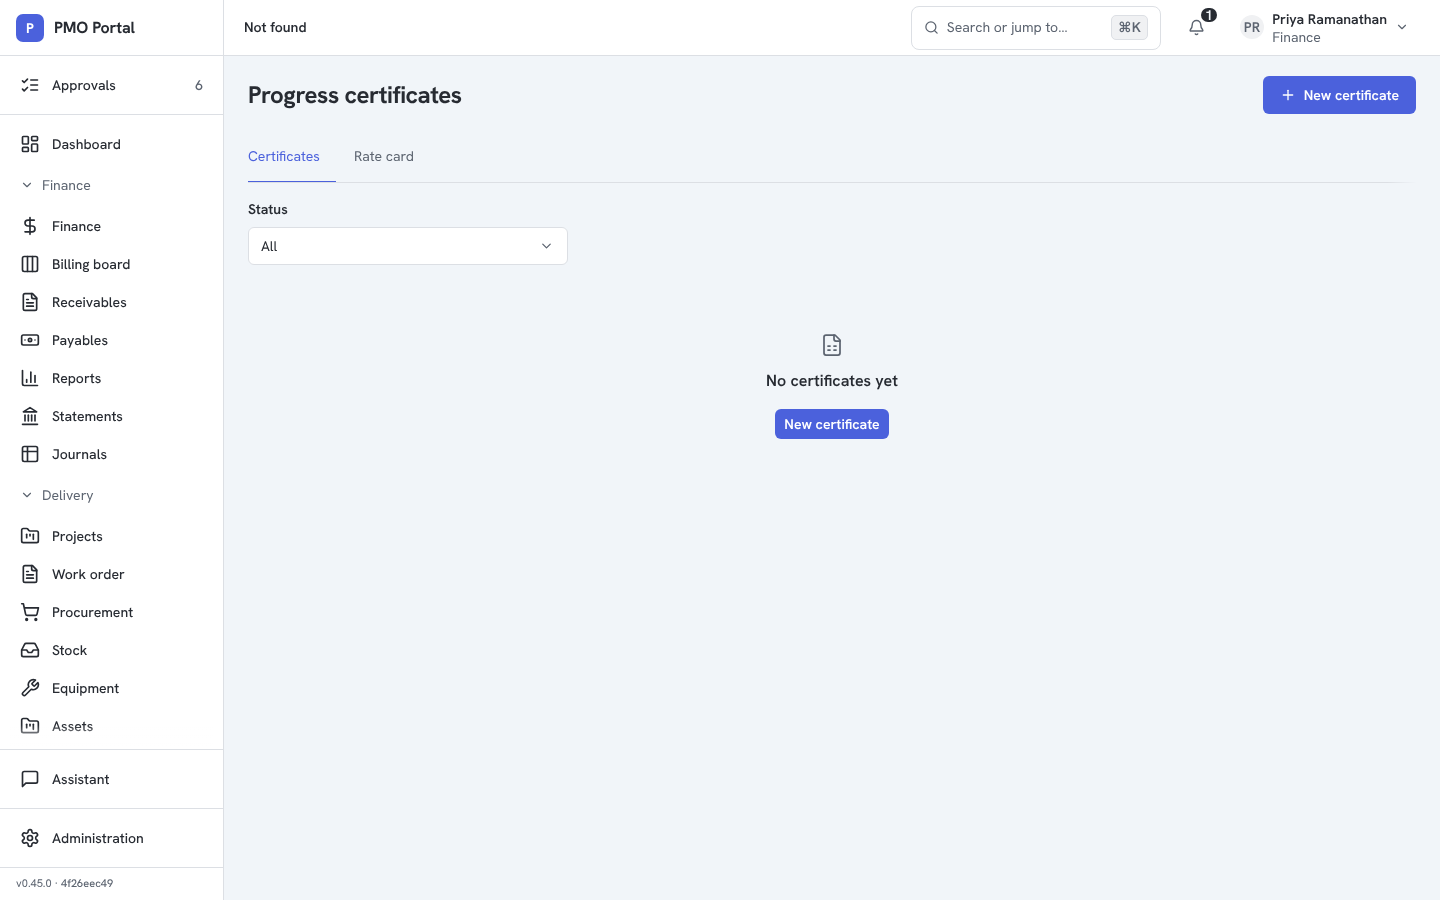 P PMO Portal
Not found
Search or jump to...
⌘K
1
PR
Priya Ramanathan
Finance
Approvals 6
Dashboard
Finance
Finance
Billing board
Receivables
Payables
Reports
Statements
Journals
Delivery
Projects
Work order
Procurement
Stock
Equipment
Assets
Assistant
Administration
v0.45.0 · 4f26eec49
Progress certificates
New certificate
Certificates Rate card
Status
All
No certificates yet
New certificate